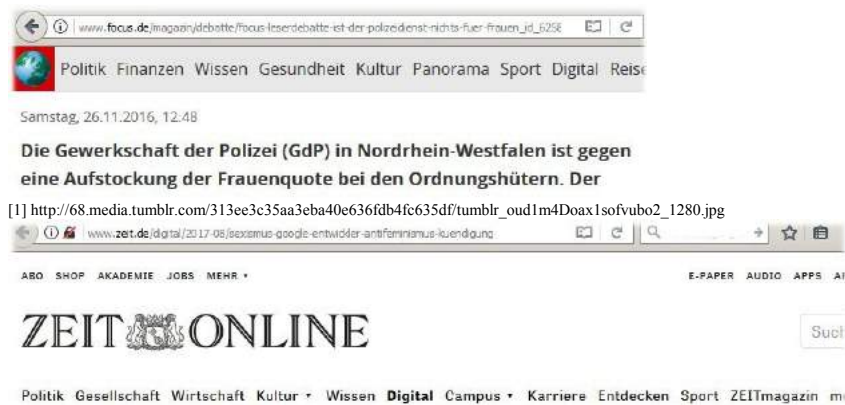 www.focus.de/magazin/debatte/focus-leserdebatte-ist-der-polizeidienst-nichts-fuer-frauen_id_6258
Politik Finanzen Wissen Gesundheit Kultur Panorama Sport Digital Reise
Samstag, 26.11.2016, 12:48
Die Gewerkschaft der Polizei (GdP) in Nordrhein-Westfalen ist gegen
eine Aufstockung der Frauenquote bei den Ordnungshütern. Der
[1] http://68.media.tumblr.com/313ee3c35aa3eba40e636fdb4fc635df/tumblr_oud1m4Doax1sofvubo2_1280.jpg
www.zeit.de/digital/2017-08/sexismus-google-entwickler-antifeminismus-kuendigung
ABO SHOP AKADEMIE JOBS MEHR E-PAPER AUDIO APPS
ZEIT ONLINE
Such
Politik Gesellschaft Wirtschaft Kultur Wissen Digital Campus Karriere Entdecken Sport ZEITmagazin m